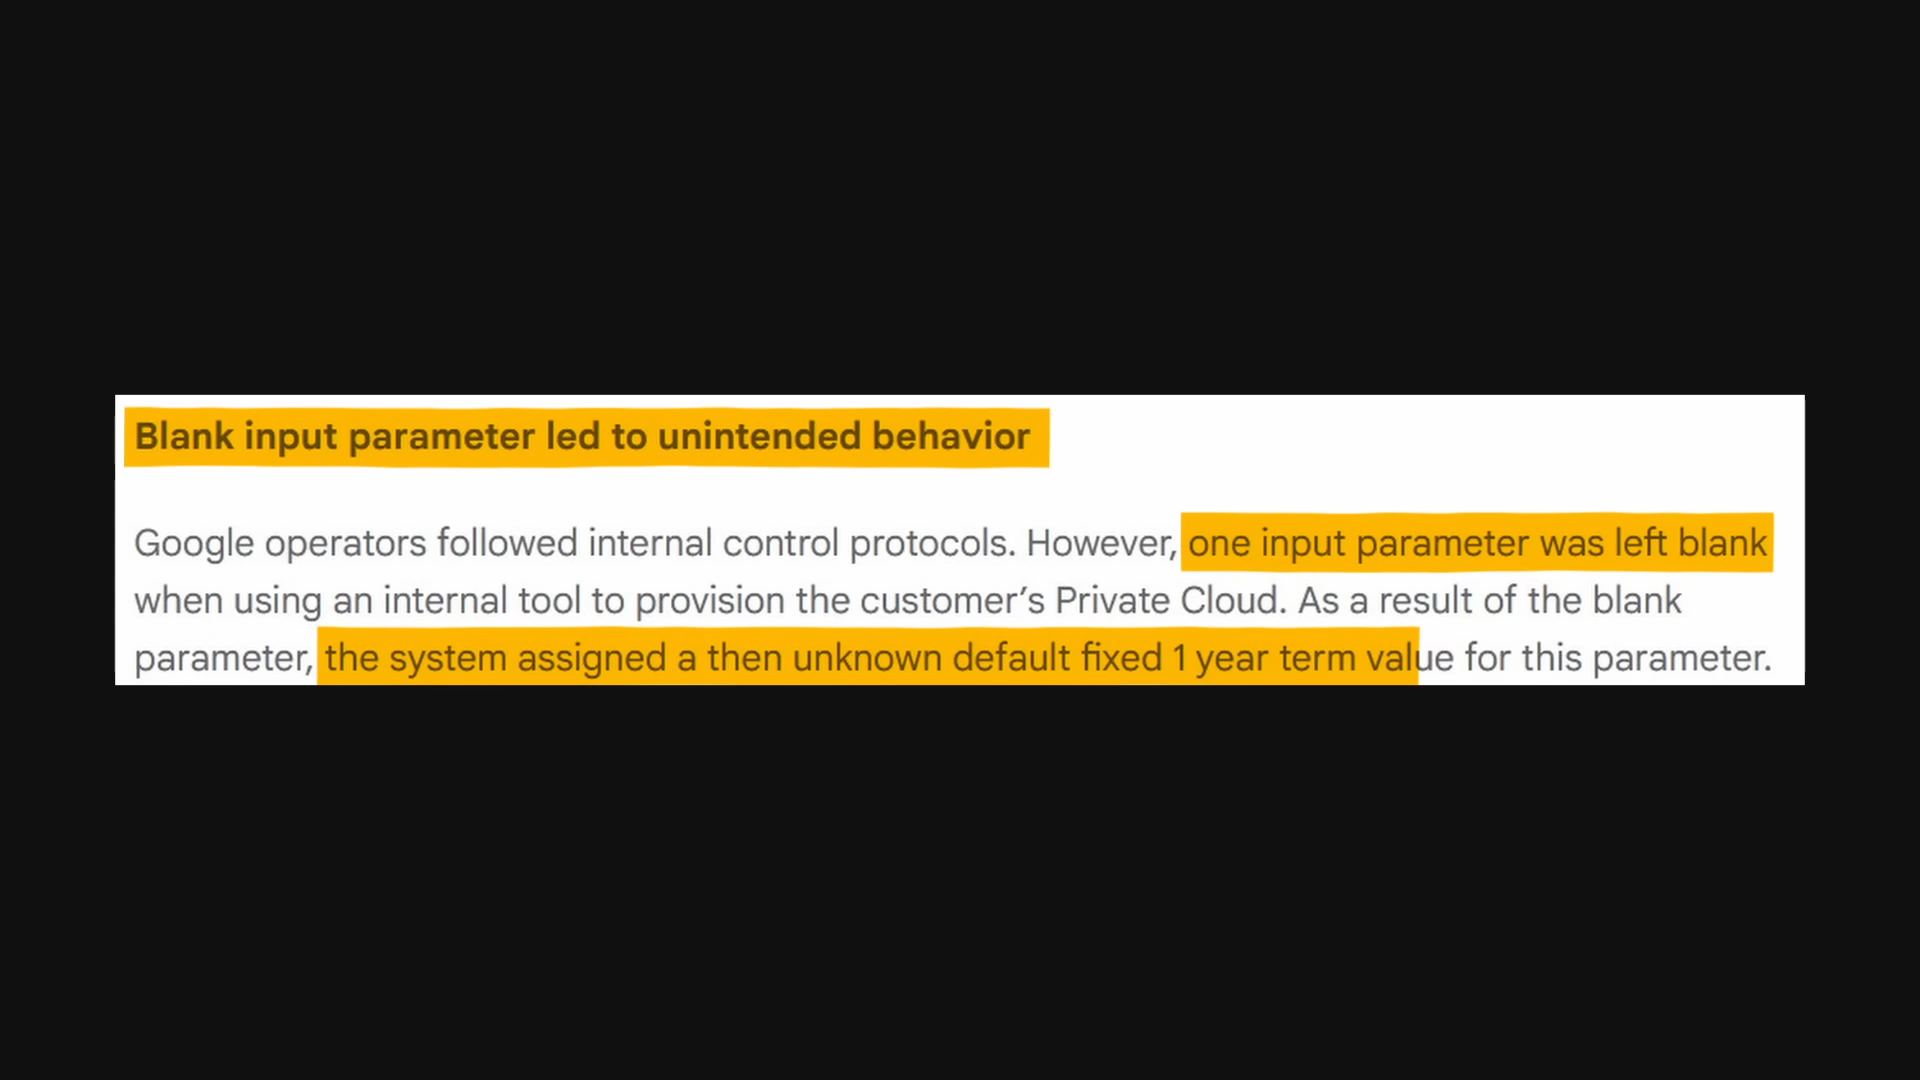 Blank input parameter led to unintended behavior
Google operators followed internal control protocols. However, one input parameter was left blank
when using an internal tool to provision the customer’s Private Cloud. As a result of the blank
parameter, the system assigned a then unknown default fixed 1 year term value for this parameter.